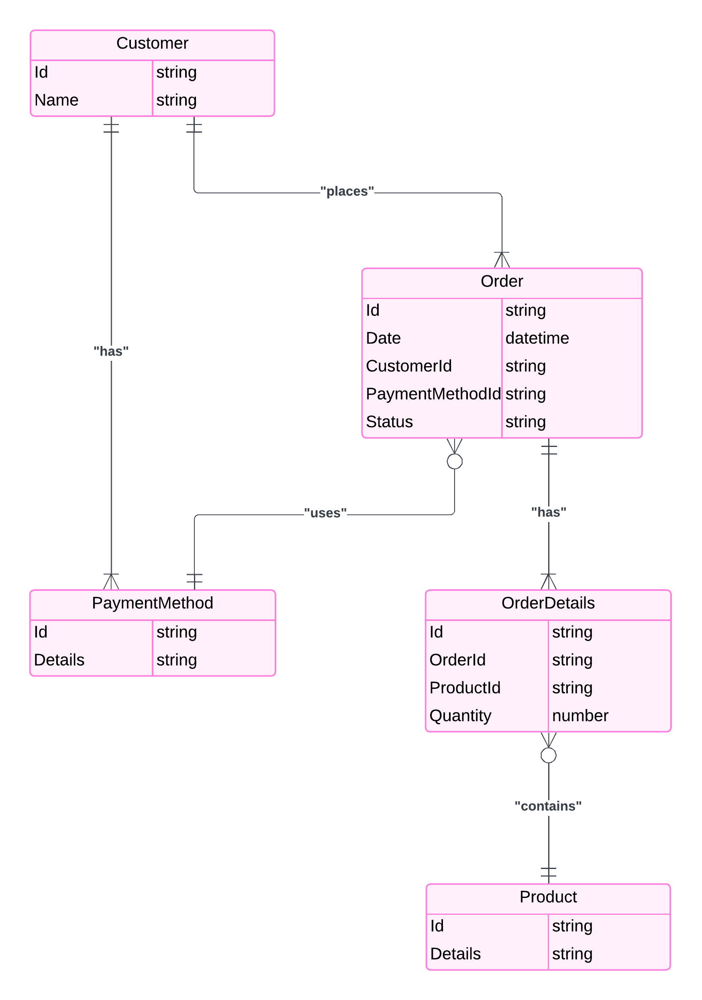 Customer
Id string
Name string
"places"
Order
Id string
Date datetime
CustomerId string
PaymentMethodId string
Status string
"has"
"uses"
"has"
PaymentMethod
Id string
Details string
OrderDetails
Id string
OrderId string
ProductId string
Quantity number
"contains"
Product
Id string
Details string